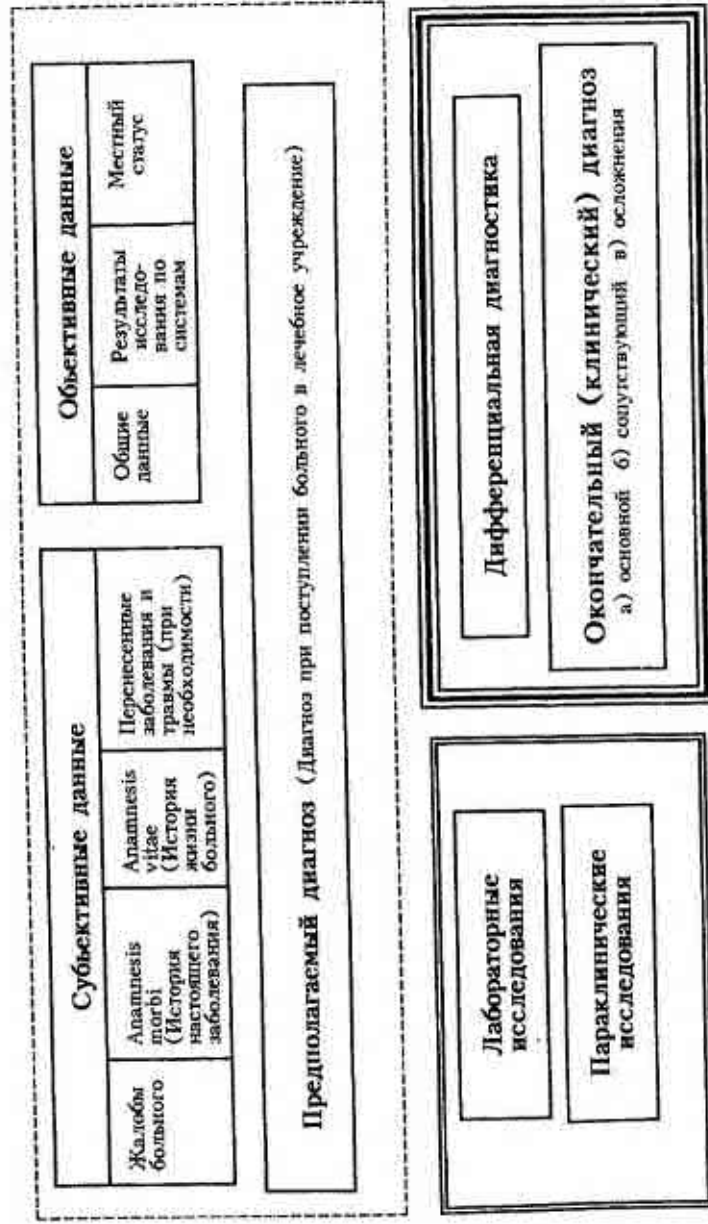 Субъективные данные
Жалобы
больного
Anamnesis
morbi
(История
настоящего
заболевания)
Anamnesis
vitae
(История
жизни
больного)
Перенесенные
заболевания и
травмы (при
необходимости)
Объективные данные
Общие
данные
Результаты
исследо-
вания по
системам
Местный
статус
Предполагаемый диагноз (Диагноз при поступлении больного в лечебное учреждение)
Лабораторные
исследования
Параклинические
исследования
Дифференциальная диагностика
Окончательный (клинический) диагноз
а) основной б) сопутствующий в) осложнения